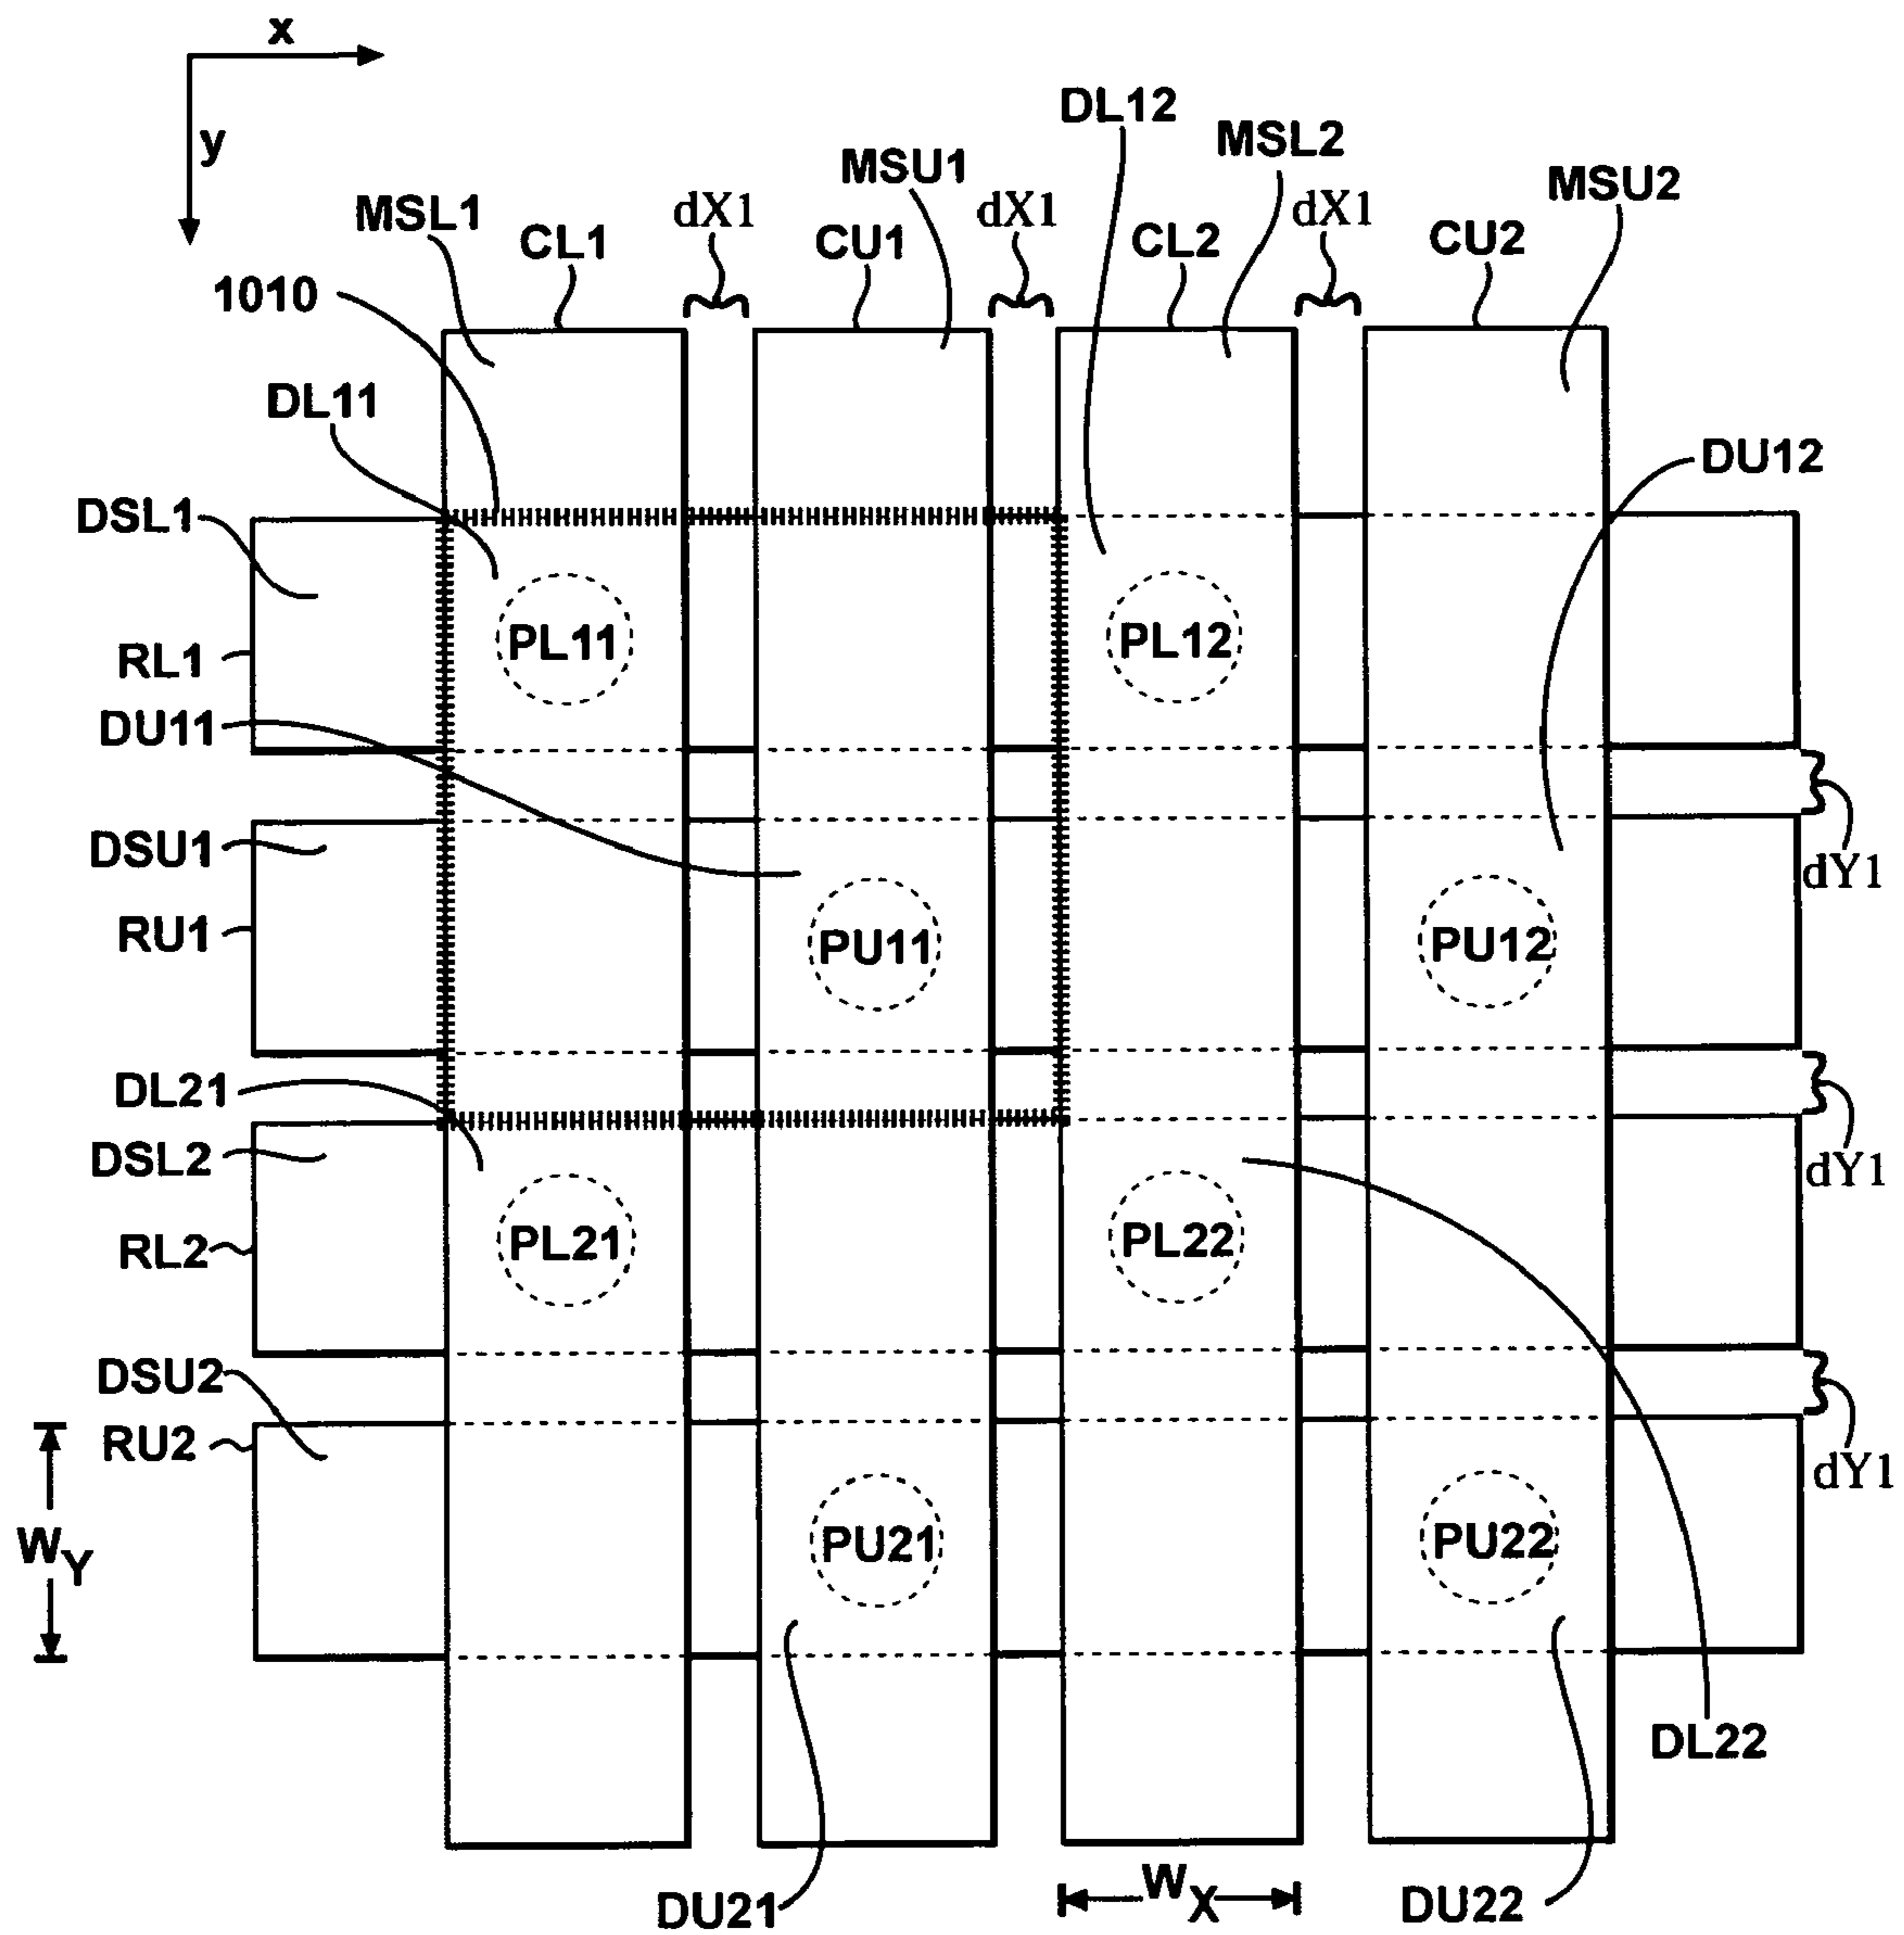 x
y
DL12
MSL2
MSU1
MSU2
MSL1
dX1
dX1
dX1
CL1
CU1
CL2
CU2
1010
DL11
DU12
DSL1
PL11
PL12
RL1
DU11
DSU1
dY1
RU1
PU11
PU12
DL21
DSL2
dY1
RL2
PL21
PL22
DSU2
RU2
dY1
WY
PU21
PU22
DL22
WX
DU21
DU22